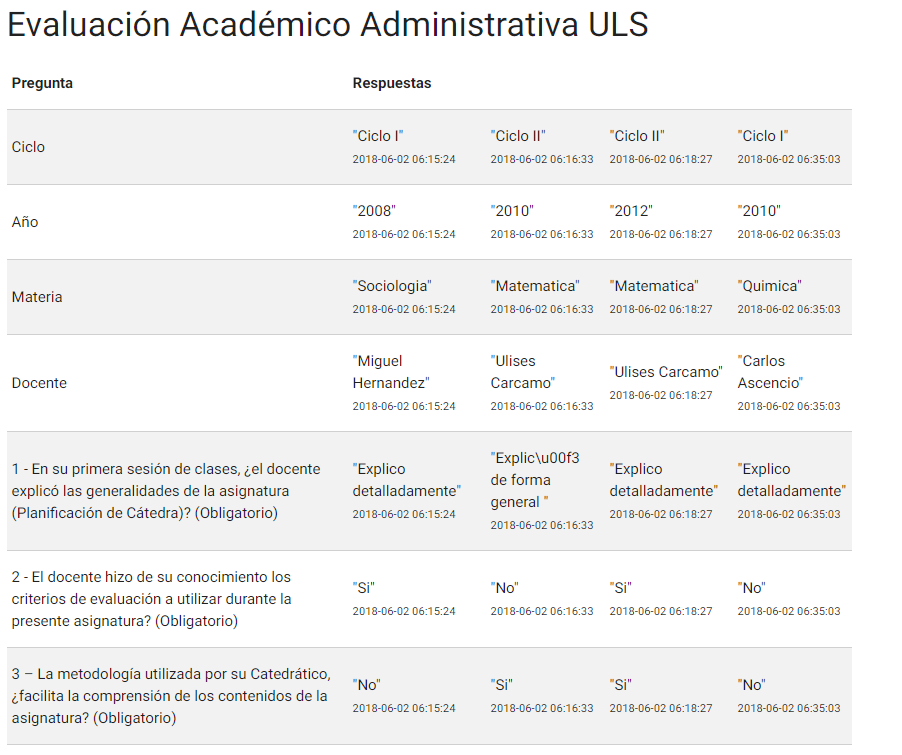 Evaluación Académico Administrativa ULS
Pregunta Respuestas
Ciclo
"Ciclo I" "Ciclo II" "Ciclo II" "Ciclo I"
2018-06-02 06:15:24 2018-06-02 06:16:33 2018-06-02 06:18:27 2018-06-02 06:35:03
Año
"2008" "2010" "2012" "2010"
2018-06-02 06:15:24 2018-06-02 06:16:33 2018-06-02 06:18:27 2018-06-02 06:35:03
Materia
"Sociologia" "Matematica" "Matematica" "Quimica"
2018-06-02 06:15:24 2018-06-02 06:16:33 2018-06-02 06:18:27 2018-06-02 06:35:03
Docente
"Miguel
Hernandez"
2018-06-02 06:15:24
"Ulises
Carcamo"
2018-06-02 06:16:33
"Ulises Carcamo"
2018-06-02 06:18:27
"Carlos
Ascencio"
2018-06-02 06:35:03
1 - En su primera sesión de clases, ¿el docente
explicó las generalidades de la asignatura
(Planificación de Cátedra)? (Obligatorio)
"Explico
detalladamente"
2018-06-02 06:15:24
"Explic\u00f3
de forma
general "
2018-06-02 06:16:33
"Explico
detalladamente"
2018-06-02 06:18:27
"Explico
detalladamente"
2018-06-02 06:35:03
2 - El docente hizo de su conocimiento los
criterios de evaluación a utilizar durante la
presente asignatura? (Obligatorio)
"Si" "No" "Si" "No"
2018-06-02 06:15:24 2018-06-02 06:16:33 2018-06-02 06:18:27 2018-06-02 06:35:03
3 – La metodología utilizada por su Catedrático,
¿facilita la comprensión de los contenidos de la
asignatura? (Obligatorio)
"No" "Si" "Si" "No"
2018-06-02 06:15:24 2018-06-02 06:16:33 2018-06-02 06:18:27 2018-06-02 06:35:03